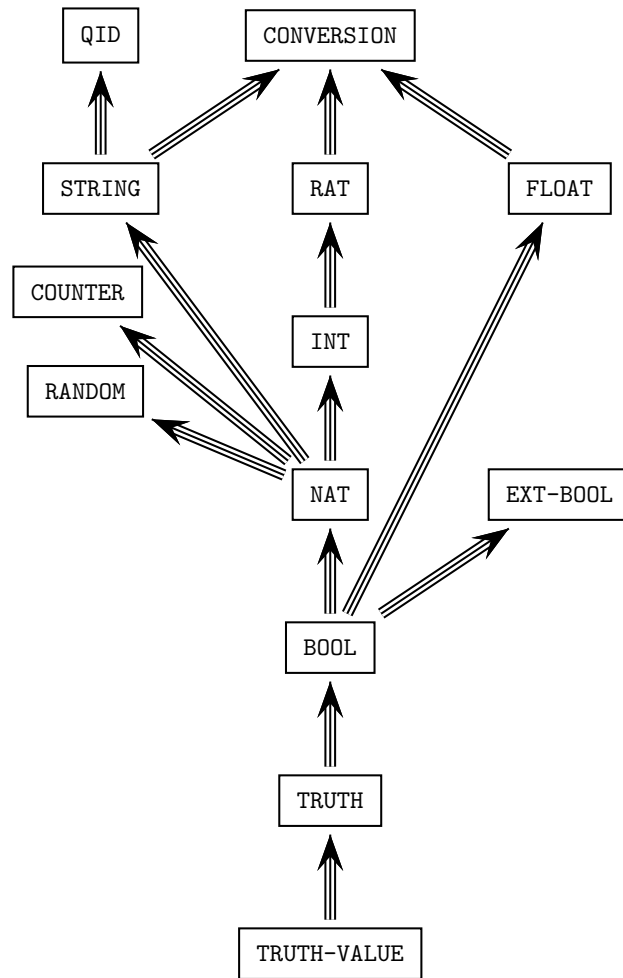 QID
CONVERSION
STRING
RAT
FLOAT
COUNTER
INT
RANDOM
NAT
EXT-BOOL
BOOL
TRUTH
TRUTH-VALUE